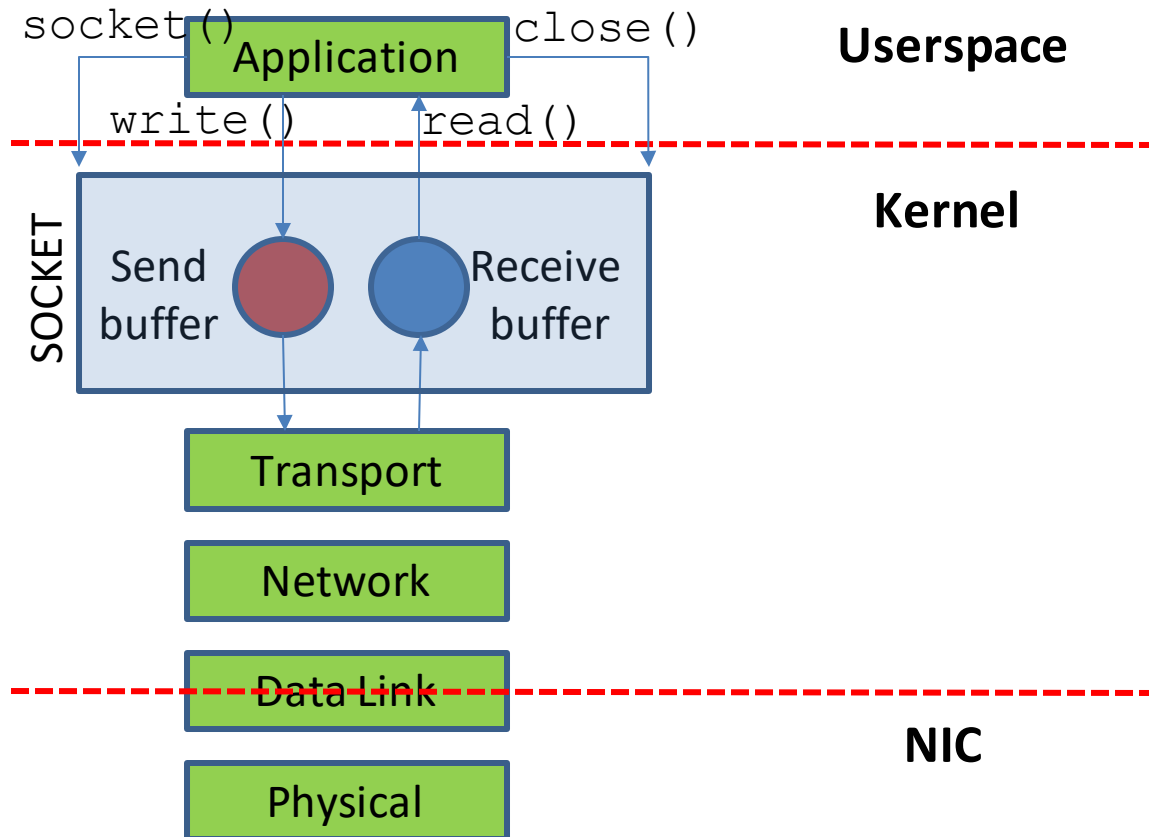 socket()
Application
close()
Userspace
write()
read()
Kernel
SOCKET
Send
buffer
Receive
buffer
Transport
Network
Data Link
NIC
Physical